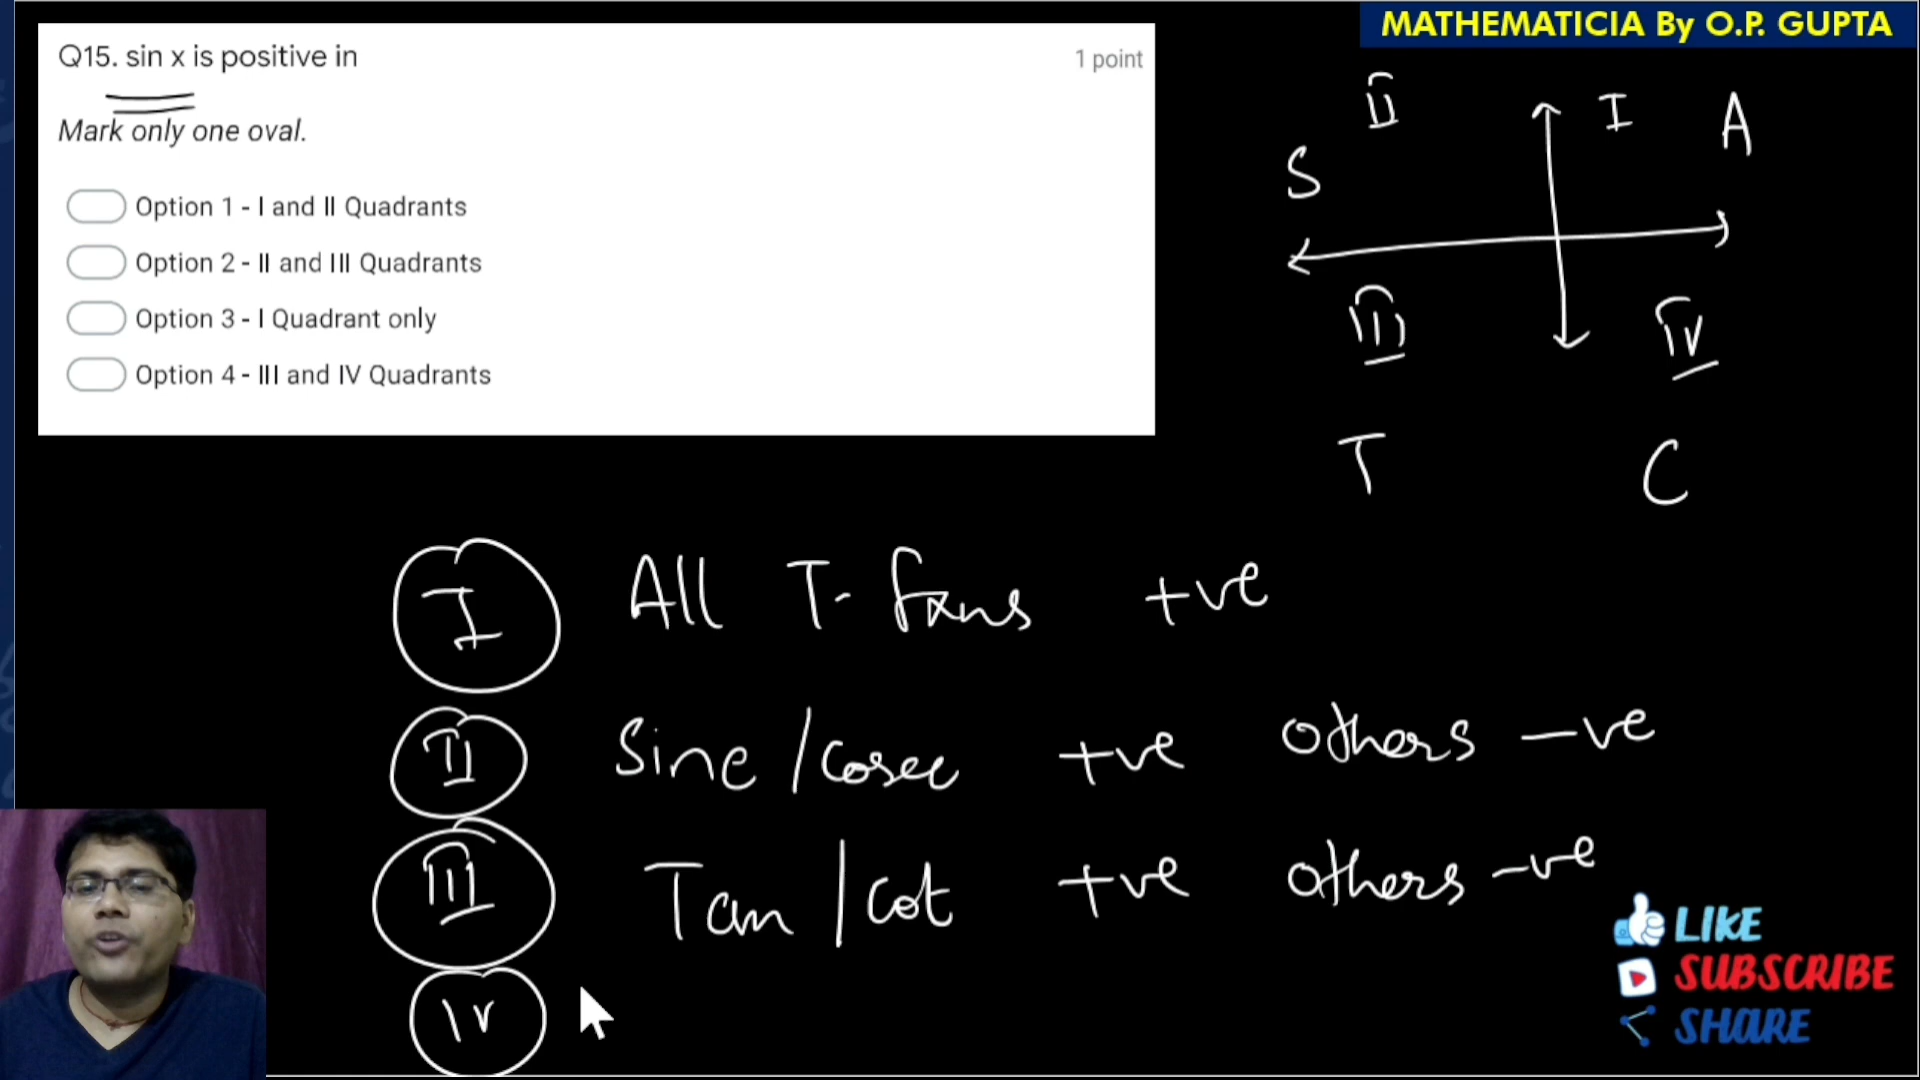 MATHEMATICIA By O.P. GUPTA
Q15. sin x is positive in
1 point
Mark only one oval.
Option 1 - I and II Quadrants
Option 2 - II and III Quadrants
Option 3 - I Quadrant only
Option 4 - III and IV Quadrants
II I A
S
III IV
T C
I All T- fxns +ve
II Sine / cosec +ve others -ve
III Tan / cot +ve others -ve
IV
LIKE
SUBSCRIBE
SHARE